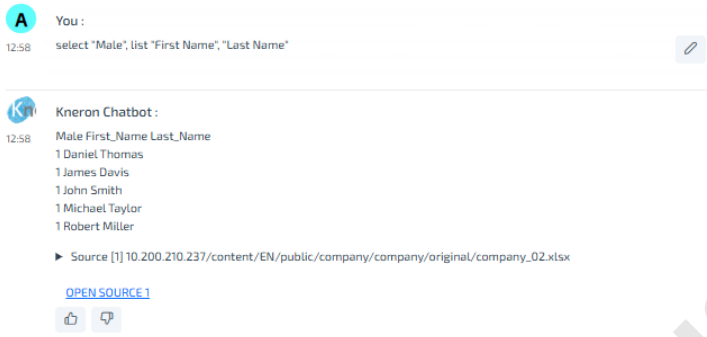 A
You :
12:58
select "Male", list "First Name", "Last Name"
Kn
Kneron Chatbot :
12:58
Male First_Name Last_Name
1 Daniel Thomas
1 James Davis
1 John Smith
1 Michael Taylor
1 Robert Miller
Source [1] 10.200.210.237/content/EN/public/company/company/original/company_02.xlsx
OPEN SOURCE 1